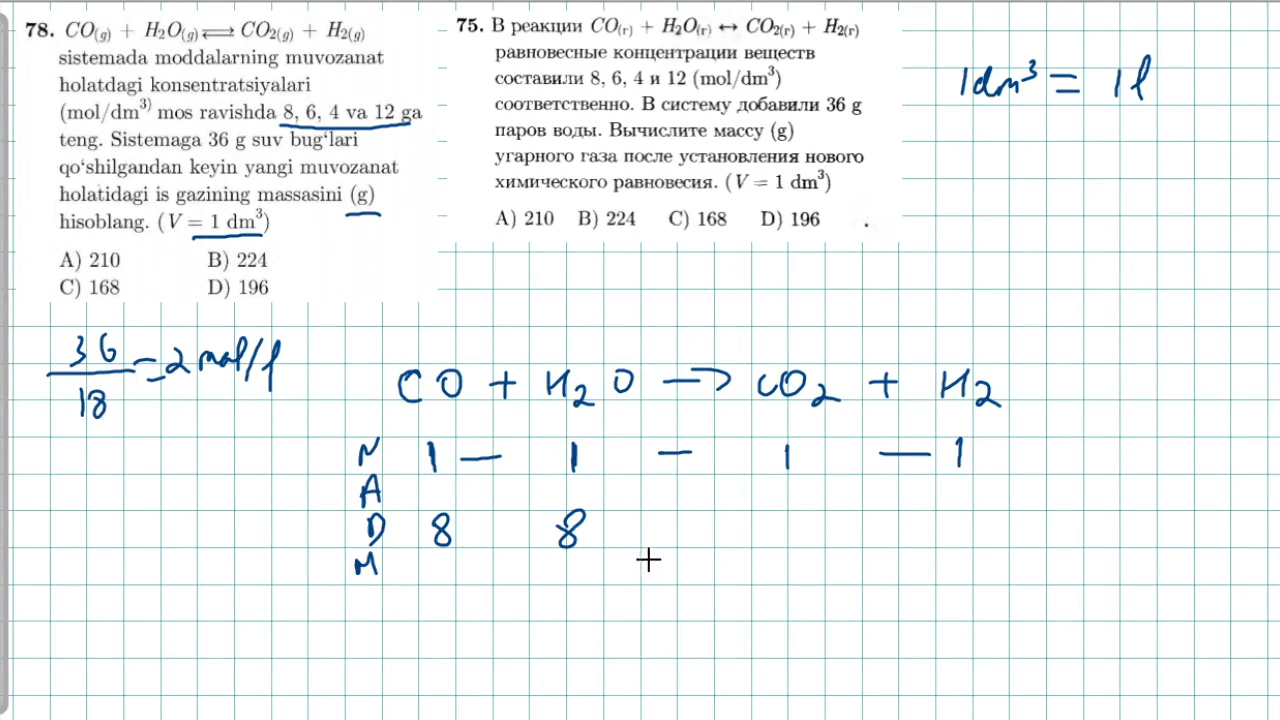 78. CO(g) + H₂O(g) ⇌ CO₂(g) + H₂(g)
sistemada moddalarning muvozanat
holatdagi konsentratsiyalari
(mol/dm³) mos ravishda 8, 6, 4 va 12 ga
teng. Sistemaga 36 g suv bug‘lari
qo‘shilgandan keyin yangi muvozanat
holatidagi is gazining massasini (g)
hisoblang. (V = 1 dm³)
A) 210 B) 224
C) 168 D) 196
75. В реакции CO(г) + H₂O(г) ↔ CO₂(г) + H₂(г)
равновесные концентрации веществ
составили 8, 6, 4 и 12 (mol/dm³)
соответственно. В систему добавили 36 g
паров воды. Вычислите массу (g)
угарного газа после установления нового
химического равновесия. (V = 1 dm³)
A) 210 B) 224 C) 168 D) 196
1dm³ = 1l
36/18 = 2 mol/l
CO + H₂O → CO₂ + H₂
N 1 — 1 — 1 — 1
A
D 8 8
M